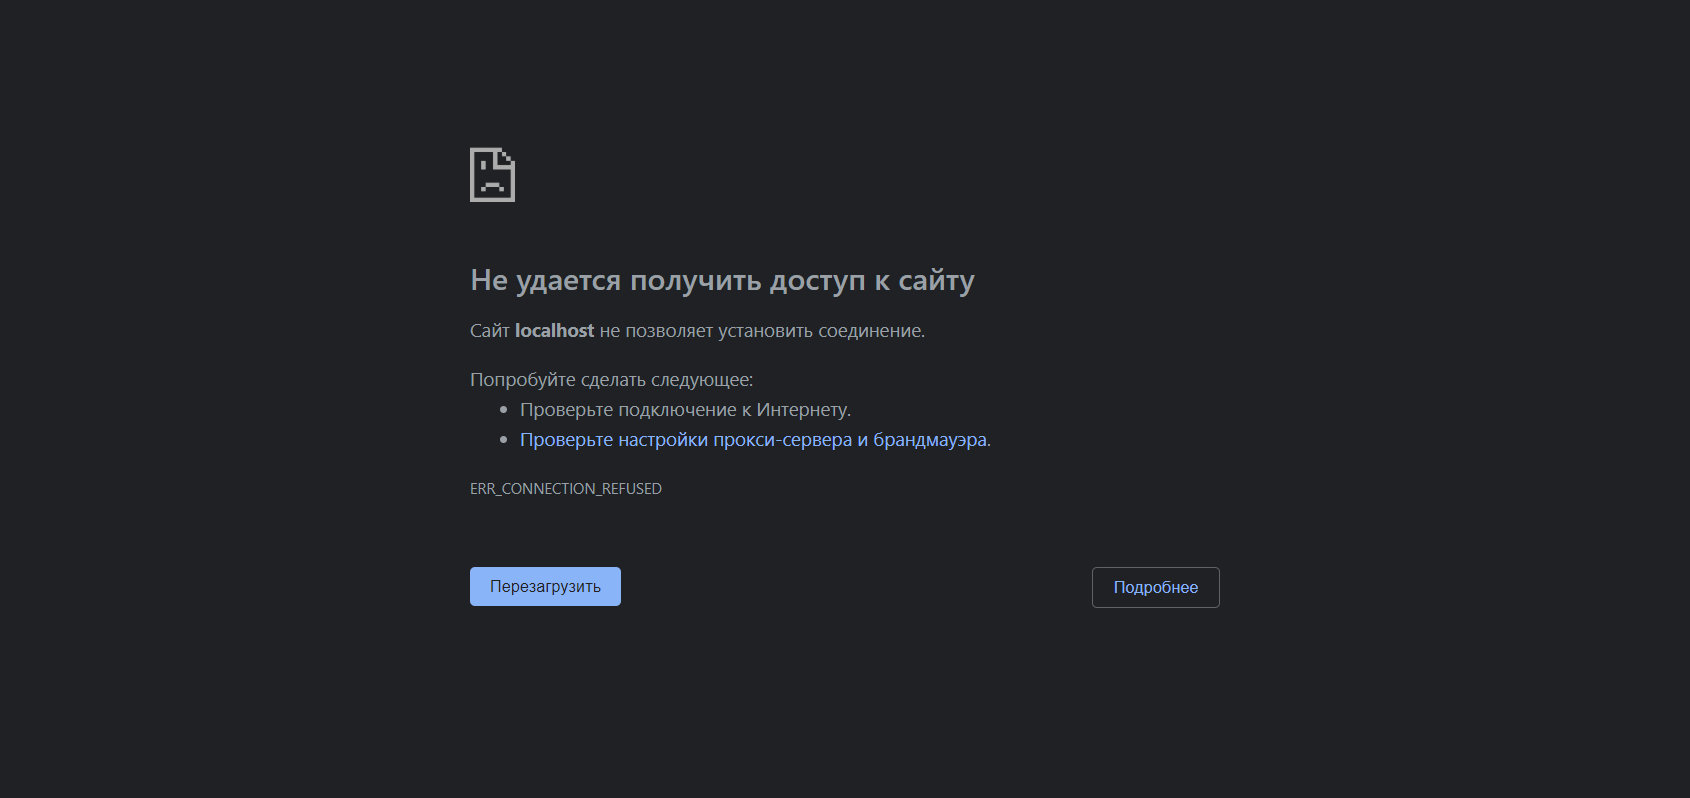 Не удается получить доступ к сайту
Сайт localhost не позволяет установить соединение.
Попробуйте сделать следующее:
Проверьте подключение к Интернету.
Проверьте настройки прокси-сервера и брандмауэра.
ERR_CONNECTION_REFUSED
Перезагрузить
Подробнее